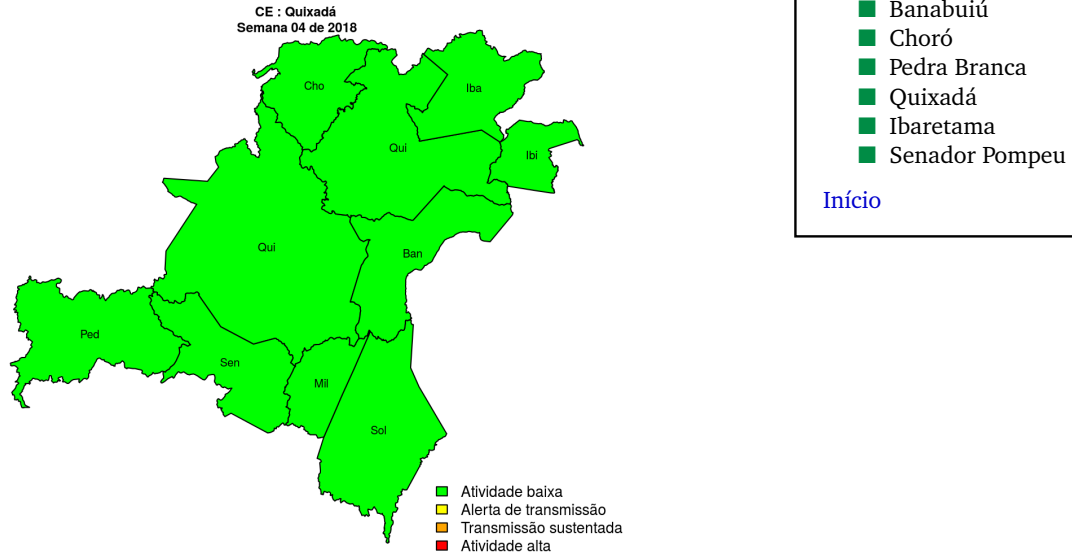 CE : Quixadá
Semana 04 de 2018
Cho
Iba
Qui
Ibi
Qui
Ban
Ped
Sen
Mil
Sol
Atividade baixa
Alerta de transmissão
Transmissão sustentada
Atividade alta
Banabuiú
Choró
Pedra Branca
Quixadá
Ibaretama
Senador Pompeu
Início